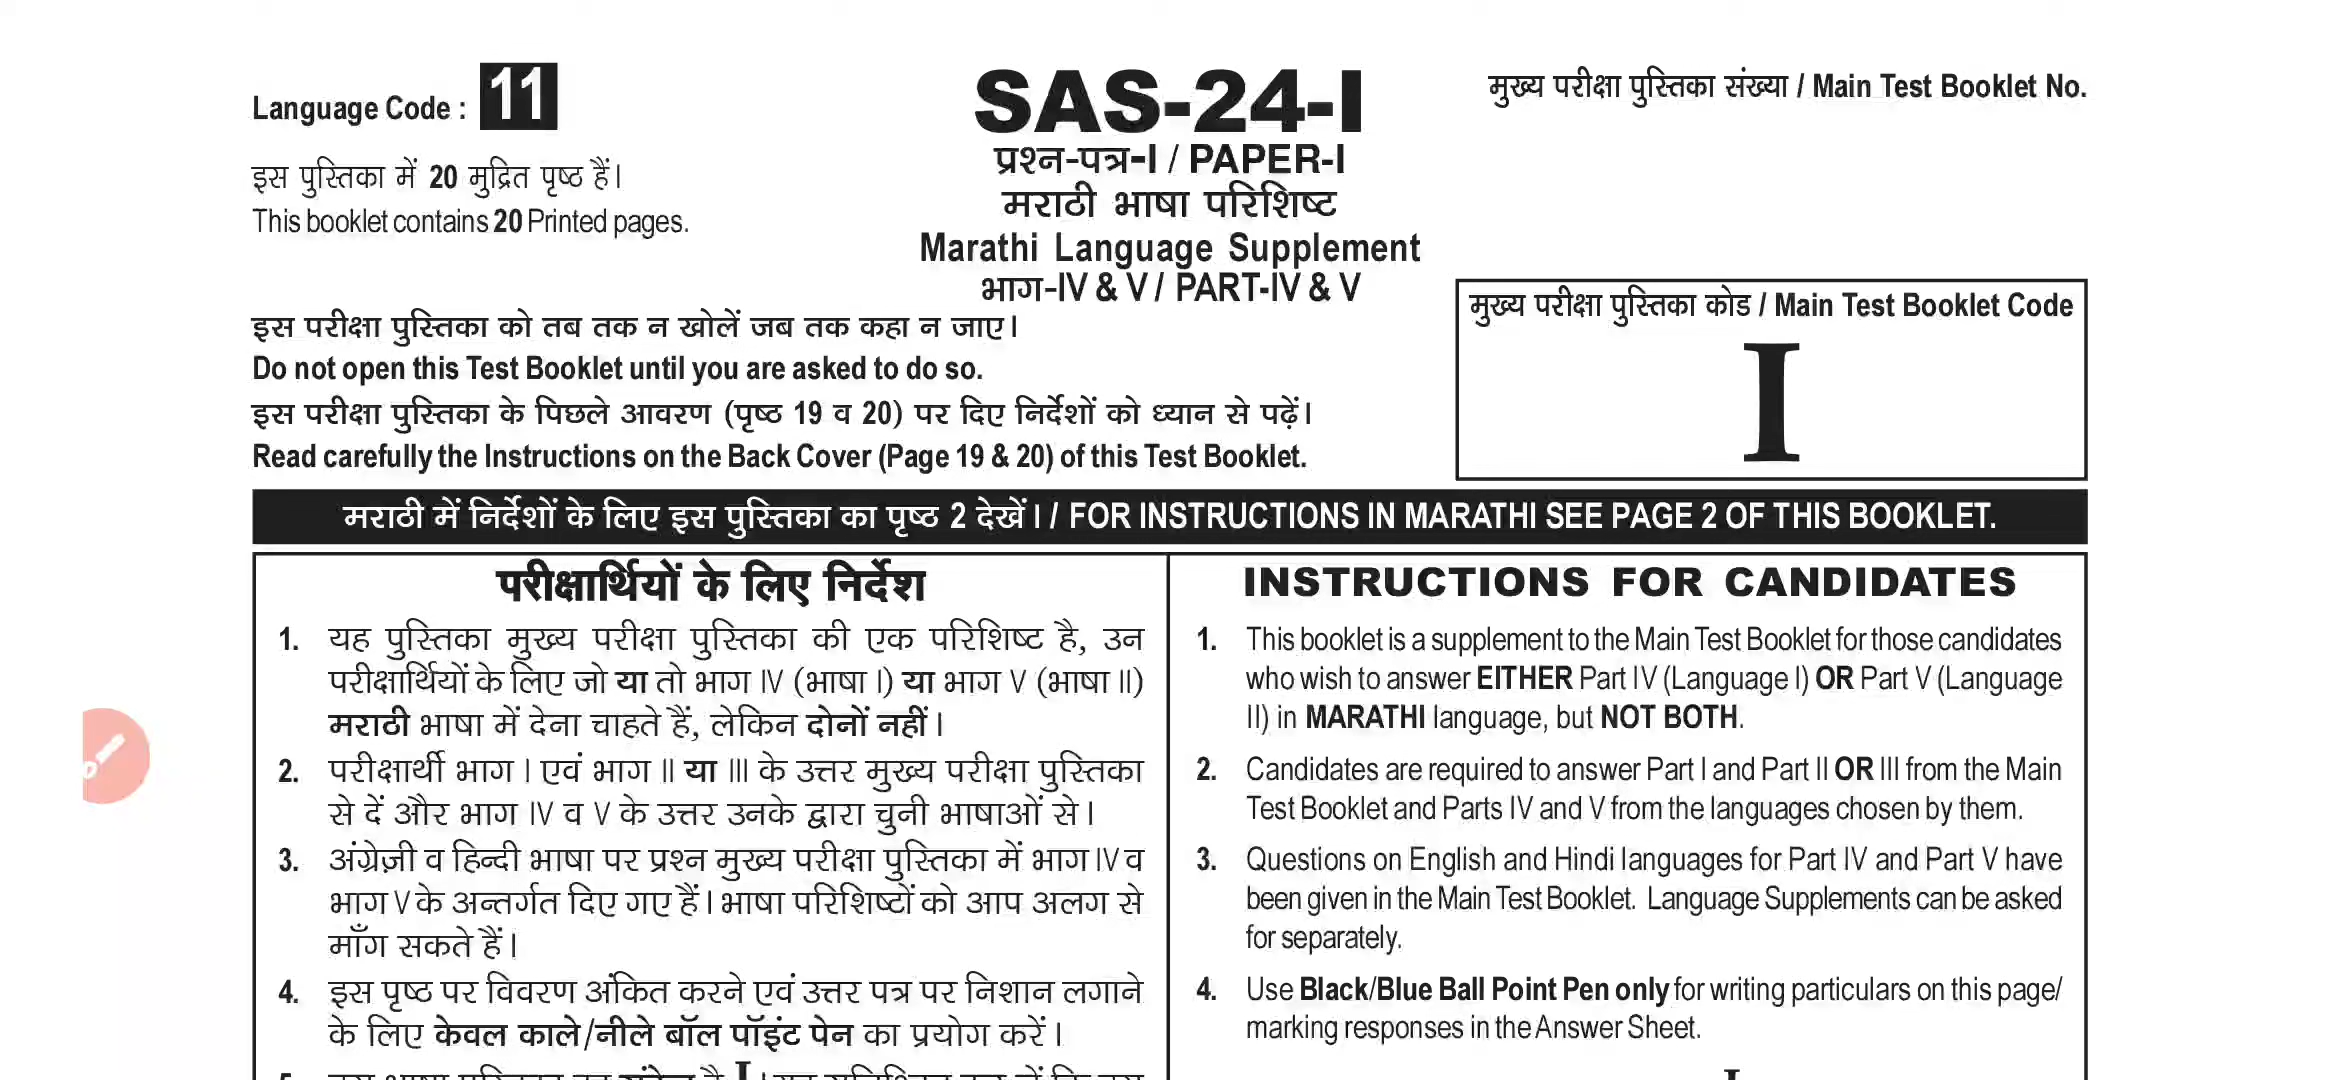 Language Code : 11
SAS-24-I
मुख्य परीक्षा पुस्तिका संख्या / Main Test Booklet No.
प्रश्न-पत्र-I / PAPER-I
इस पुस्तिका में 20 मुद्रित पृष्ठ हैं।
मराठी भाषा परिशिष्ट
This booklet contains 20 Printed pages.
Marathi Language Supplement
भाग-IV & V / PART-IV & V
मुख्य परीक्षा पुस्तिका कोड / Main Test Booklet Code
I
इस परीक्षा पुस्तिका को तब तक न खोलें जब तक कहा न जाए।
Do not open this Test Booklet until you are asked to do so.
इस परीक्षा पुस्तिका के पिछले आवरण (पृष्ठ 19 व 20) पर दिए निर्देशों को ध्यान से पढ़ें।
Read carefully the Instructions on the Back Cover (Page 19 & 20) of this Test Booklet.
मराठी में निर्देशों के लिए इस पुस्तिका का पृष्ठ 2 देखें। / FOR INSTRUCTIONS IN MARATHI SEE PAGE 2 OF THIS BOOKLET.
परीक्षार्थियों के लिए निर्देश
1. यह पुस्तिका मुख्य परीक्षा पुस्तिका की एक परिशिष्ट है, उन
परीक्षार्थियों के लिए जो या तो भाग IV (भाषा I) या भाग V (भाषा II)
मराठी भाषा में देना चाहते हैं, लेकिन दोनों नहीं।
2. परीक्षार्थी भाग I एवं भाग II या III के उत्तर मुख्य परीक्षा पुस्तिका
से दें और भाग IV व V के उत्तर उनके द्वारा चुनी भाषाओं से।
3. अंग्रेज़ी व हिन्दी भाषा पर प्रश्न मुख्य परीक्षा पुस्तिका में भाग IV व
भाग V के अन्तर्गत दिए गए हैं। भाषा परिशिष्टों को आप अलग से
माँग सकते हैं।
4. इस पृष्ठ पर विवरण अंकित करने एवं उत्तर पत्र पर निशान लगाने
के लिए केवल काले/नीले बॉल पॉइंट पेन का प्रयोग करें।
INSTRUCTIONS FOR CANDIDATES
1. This booklet is a supplement to the Main Test Booklet for those candidates
who wish to answer EITHER Part IV (Language I) OR Part V (Language
II) in MARATHI language, but NOT BOTH.
2. Candidates are required to answer Part I and Part II OR III from the Main
Test Booklet and Parts IV and V from the languages chosen by them.
3. Questions on English and Hindi languages for Part IV and Part V have
been given in the Main Test Booklet. Language Supplements can be asked
for separately.
4. Use Black/Blue Ball Point Pen only for writing particulars on this page/
marking responses in the Answer Sheet.